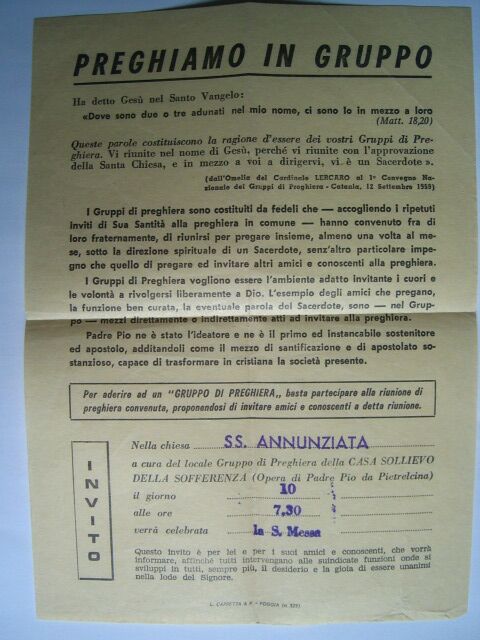 PREGHIAMO IN GRUPPO
Ha detto Gesù nel Santo Vangelo:
«Dove sono due o tre adunati nel mio nome, ci sono Io in mezzo a loro
(Matt. 18,20)
Queste parole costituiscono la ragione d'essere dei vostri Gruppi di Pre-
ghiera. Vi riunite nel nome di Gesù, perché vi riunite con l'approvazione
della Santa Chiesa, e in mezzo a voi a dirigervi, vi è un Sacerdote».
(dall'Omelia del Cardinale LERCARO al 1° Convegno Na-
zionale dei Gruppi di Preghiera - Catania, 12 Settembre 1959)
I Gruppi di preghiera sono costituiti da fedeli che — accogliendo i ripetuti
inviti di Sua Santità alla preghiera in comune — hanno convenuto fra di
loro fraternamente, di riunirsi per pregare insieme, almeno una volta al me-
se, sotto la direzione spirituale di un Sacerdote, senz'altro particolare impe-
gno che quello di pregare ed invitare altri amici e conoscenti alla preghiera.
I Gruppi di Preghiera vogliono essere l'ambiente adatto invitante i cuori e
le volontà a rivolgersi liberamente a Dio. L'esempio degli amici che pregano,
la funzione ben curata, la eventuale parola del Sacerdote, sono — nel Grup-
po — mezzi direttamente o indirettamente atti ad invitare alla preghiera.
Padre Pio ne è stato l'ideatore e ne è il primo ed instancabile sostenitore
ed apostolo, additandoli come il mezzo di santificazione e di apostolato so-
stanzioso, capace di trasformare in cristiana la società presente.
Per aderire ad un "GRUPPO DI PREGHIERA,, basta partecipare alla riunione di
preghiera convenuta, proponendosi di invitare amici e conoscenti a detta riunione.
INVITO
Nella chiesa SS. ANNUNZIATA
a cura del locale Gruppo di Preghiera della CASA SOLLIEVO
DELLA SOFFERENZA (Opera di Padre Pio da Pietrelcina)
il giorno 10
alle ore 7,30
verrà celebrata la S. Messa
Questo invito è per lei e per i suoi amici e conoscenti, che vorrà
informare, affinché tutti intervengano alle suindicate funzioni onde si
sviluppi in tutti, sempre più, il desiderio e la gioia di essere unanimi
nella lode del Signore.
L. CAPPETTA & F. - FOGGIA (n. 325)